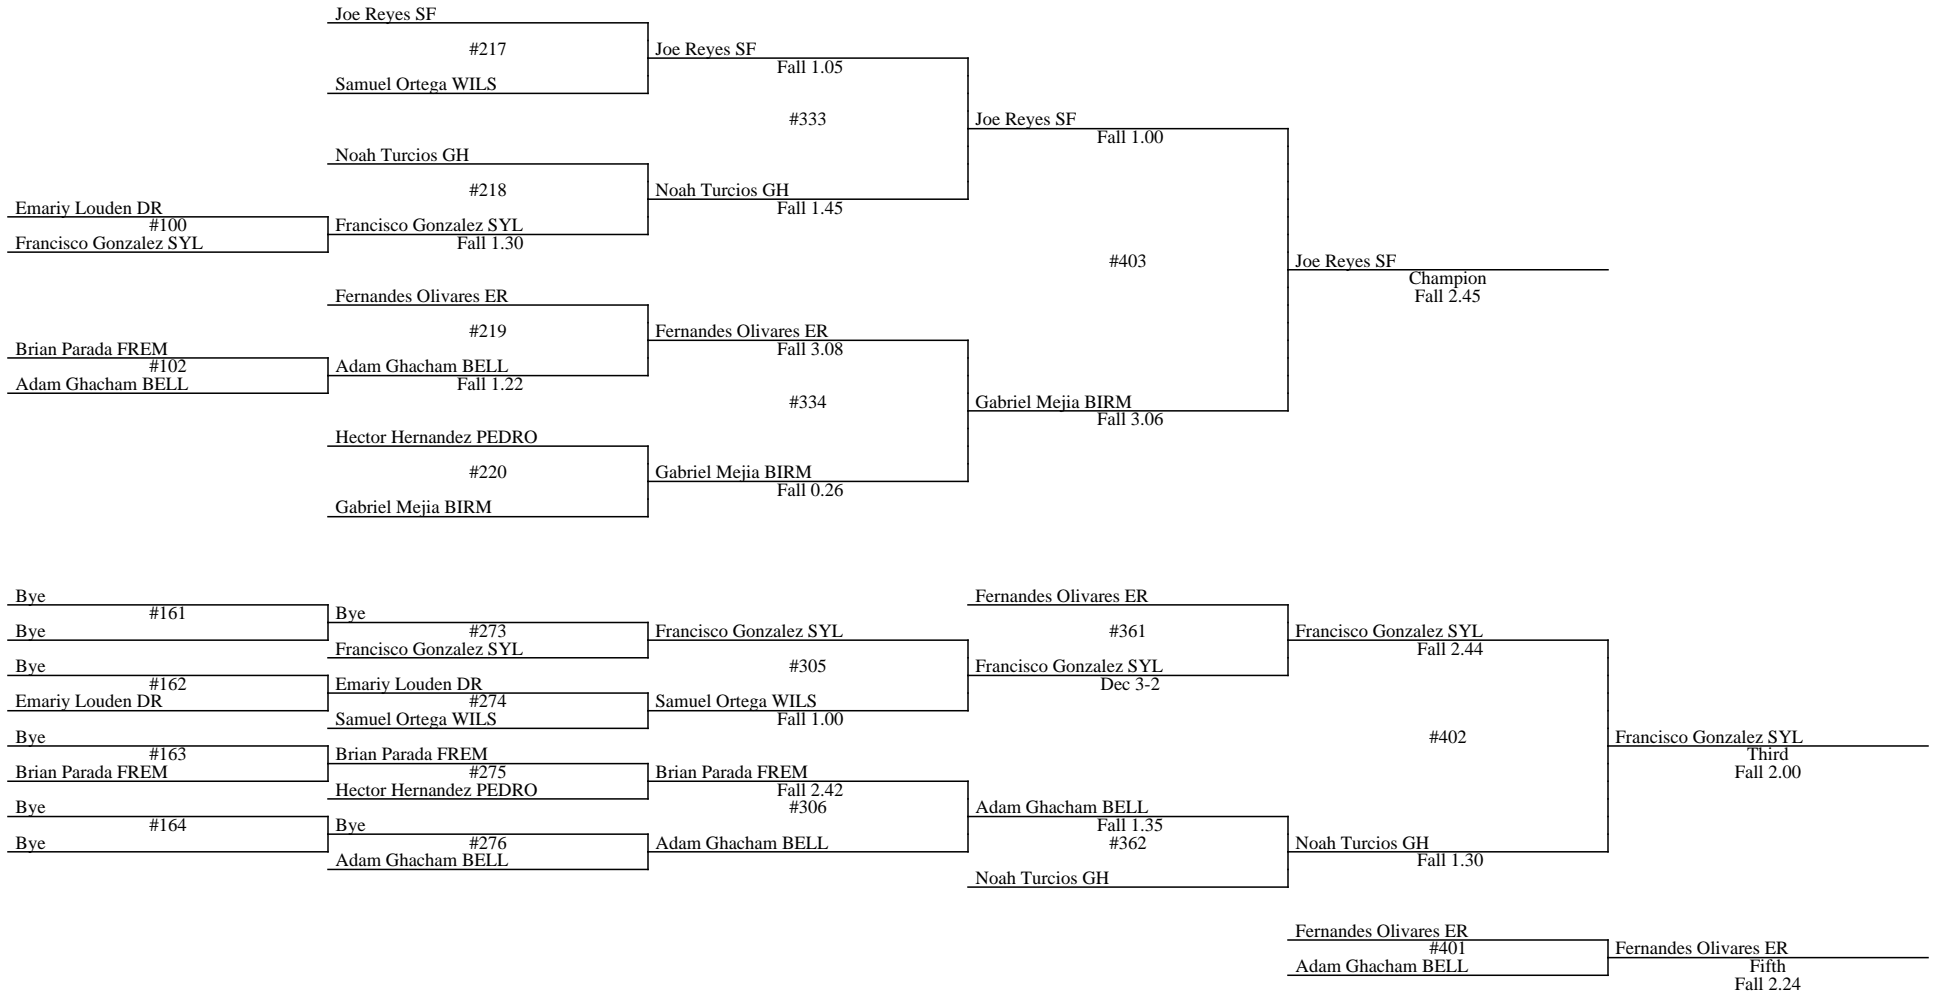 Joe Reyes SF
#217
Joe Reyes SF
Fall 1.05
Samuel Ortega WILS
#333
Joe Reyes SF
Fall 1.00
Noah Turcios GH
#218
Noah Turcios GH
Fall 1.45
Emariy Louden DR
#100
Francisco Gonzalez SYL
Francisco Gonzalez SYL
Fall 1.30
#403
Joe Reyes SF
Champion
Fall 2.45
Fernandes Olivares ER
#219
Fernandes Olivares ER
Fall 3.08
Brian Parada FREM
#102
Adam Ghacham BELL
Adam Ghacham BELL
Fall 1.22
#334
Gabriel Mejia BIRM
Fall 3.06
Hector Hernandez PEDRO
#220
Gabriel Mejia BIRM
Fall 0.26
Gabriel Mejia BIRM
Bye
#161
Bye
Bye
#273
Francisco Gonzalez SYL
Francisco Gonzalez SYL
Fernandes Olivares ER
#361
Francisco Gonzalez SYL
Fall 2.44
#305
Francisco Gonzalez SYL
Dec 3-2
Bye
#162
Emariy Louden DR
Emariy Louden DR
#274
Samuel Ortega WILS
Samuel Ortega WILS
Fall 1.00
#402
Francisco Gonzalez SYL
Third
Fall 2.00
Bye
#163
Brian Parada FREM
Brian Parada FREM
#275
Hector Hernandez PEDRO
Brian Parada FREM
Fall 2.42
#306
Adam Ghacham BELL
Fall 1.35
#362
Noah Turcios GH
Fall 1.30
Bye
#164
Bye
Bye
#276
Adam Ghacham BELL
Adam Ghacham BELL
Noah Turcios GH
Fernandes Olivares ER
#401
Adam Ghacham BELL
Fernandes Olivares ER
Fifth
Fall 2.24